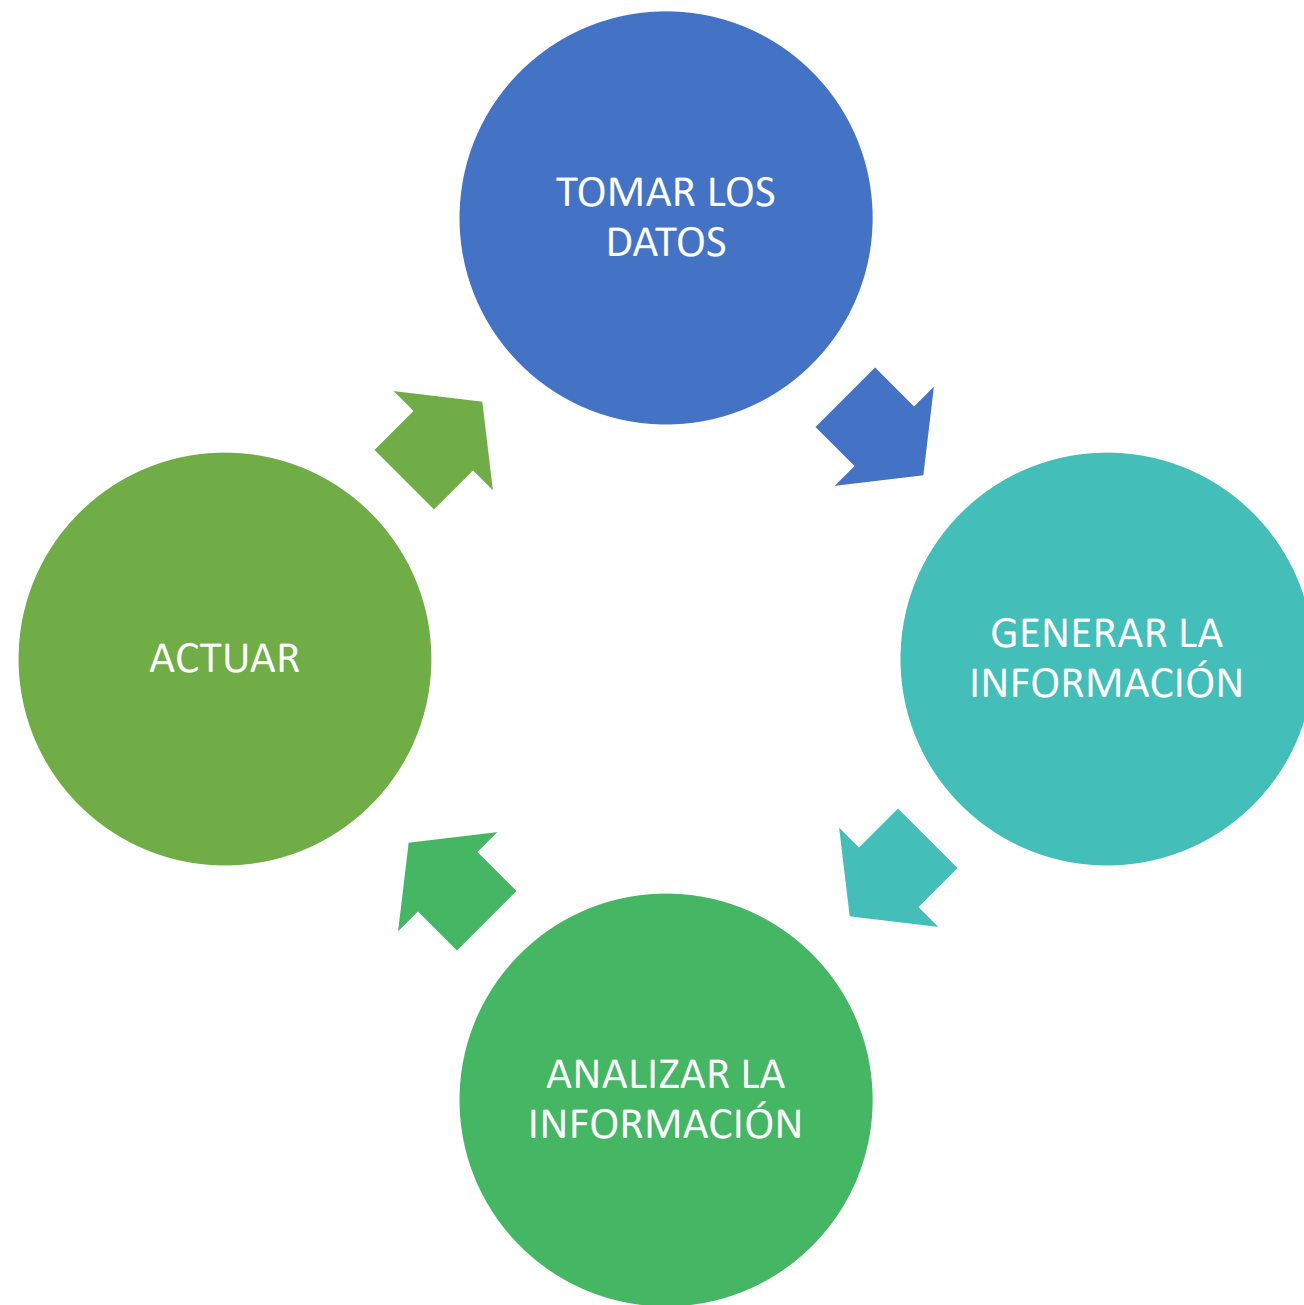 TOMAR LOS
DATOS
GENERAR LA
INFORMACIÓN
ANALIZAR LA
INFORMACIÓN
ACTUAR